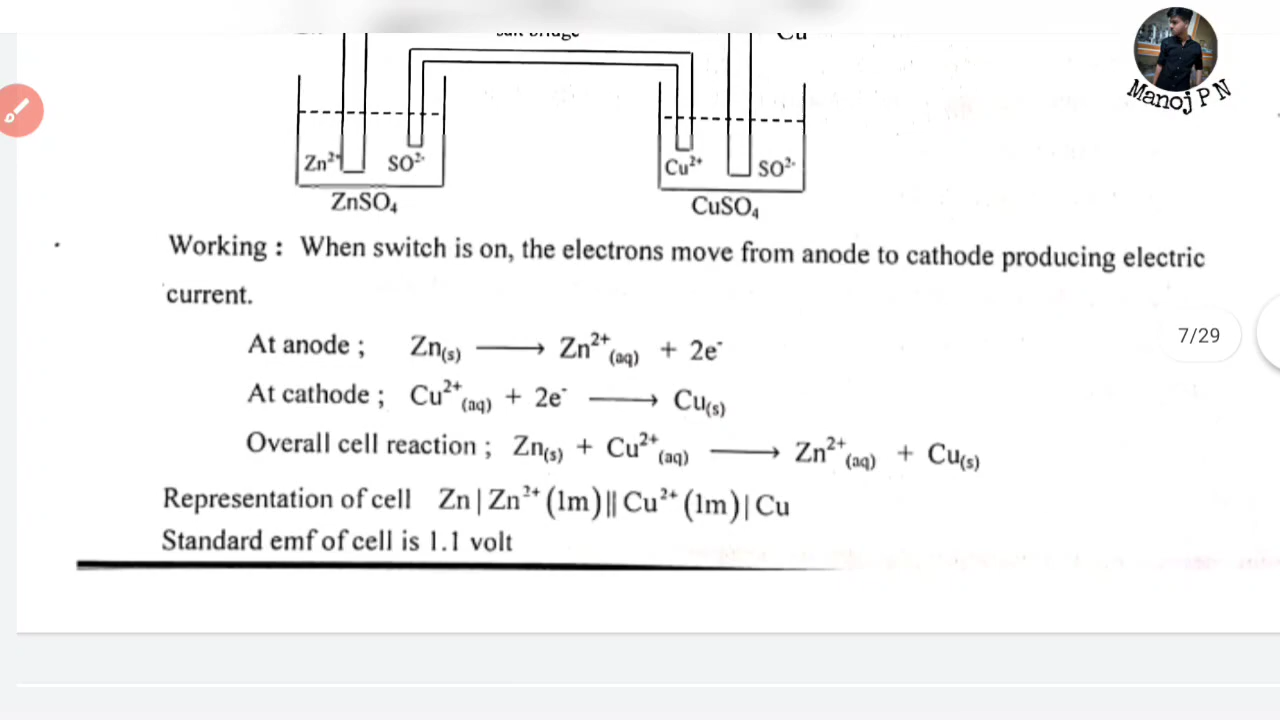 salt bridge
Cu
Manoj P N
Zn²⁺ SO²⁻
Cu²⁺ SO²⁻
ZnSO₄
CuSO₄
Working : When switch is on, the electrons move from anode to cathode producing electric
current.
7/29
At anode ; Zn₍s₎ ⟶ Zn²⁺₍aq₎ + 2e⁻
At cathode ; Cu²⁺₍aq₎ + 2e⁻ ⟶ Cu₍s₎
Overall cell reaction ; Zn₍s₎ + Cu²⁺₍aq₎ ⟶ Zn²⁺₍aq₎ + Cu₍s₎
Representation of cell Zn | Zn²⁺ (1m) || Cu²⁺ (1m) | Cu
Standard emf of cell is 1.1 volt